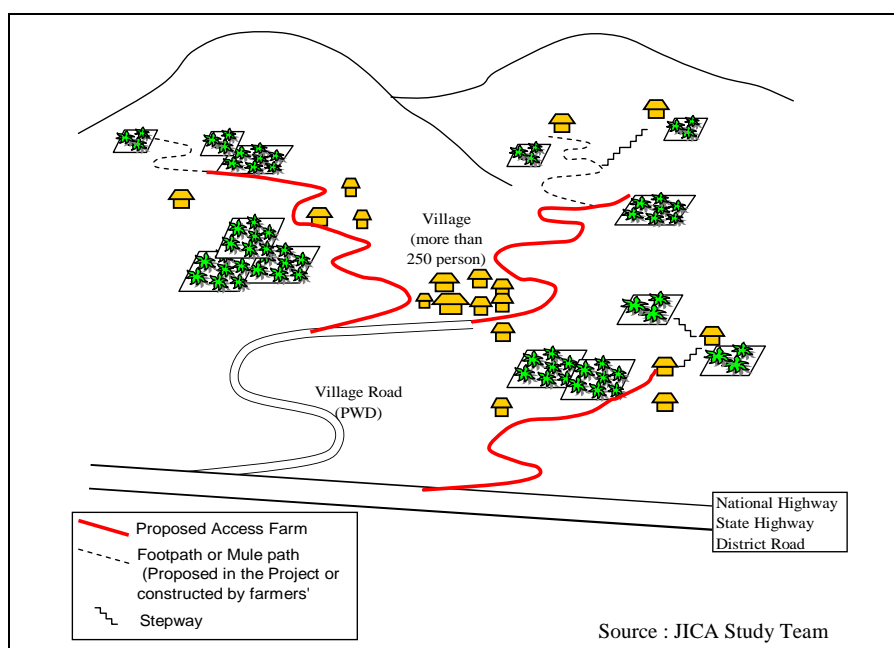 Village
(more than
250 person)
Village Road
(PWD)
National Highway
State Highway
District Road
Proposed Access Farm
Footpath or Mule path
(Proposed in the Project or
constructed by farmers'
Stepway
Source : JICA Study Team